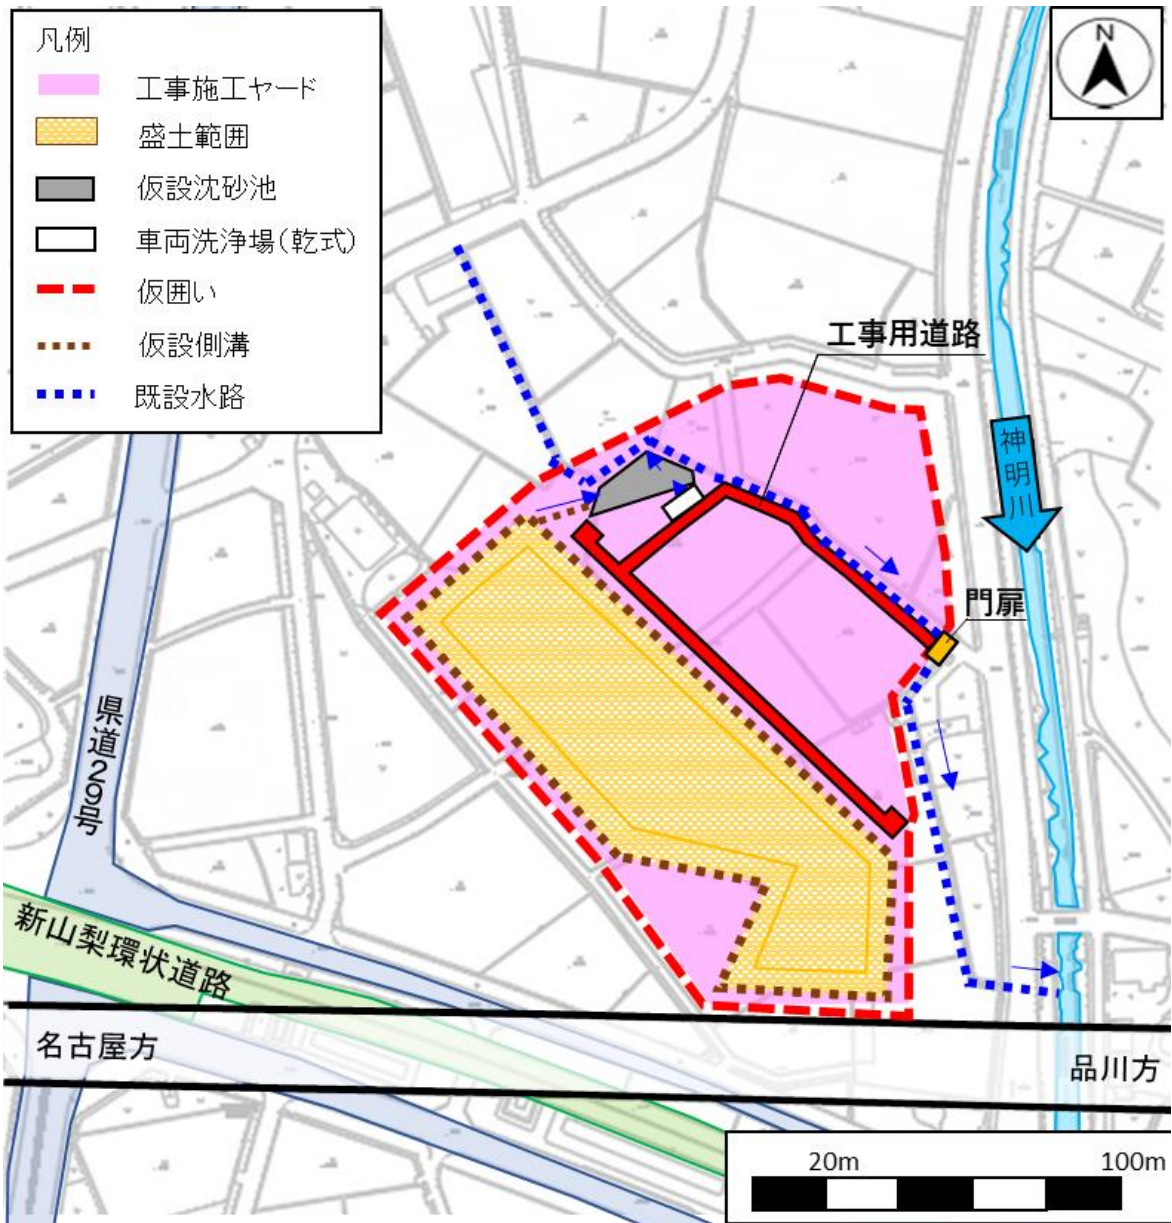 凡例
工事施工ヤード
盛土範囲
仮設沈砂池
車両洗浄場(乾式)
仮囲い
仮設側溝
既設水路
N
工事用道路
神明川
門扉
県道29号
新山梨環状道路
名古屋方
品川方
20m
100m